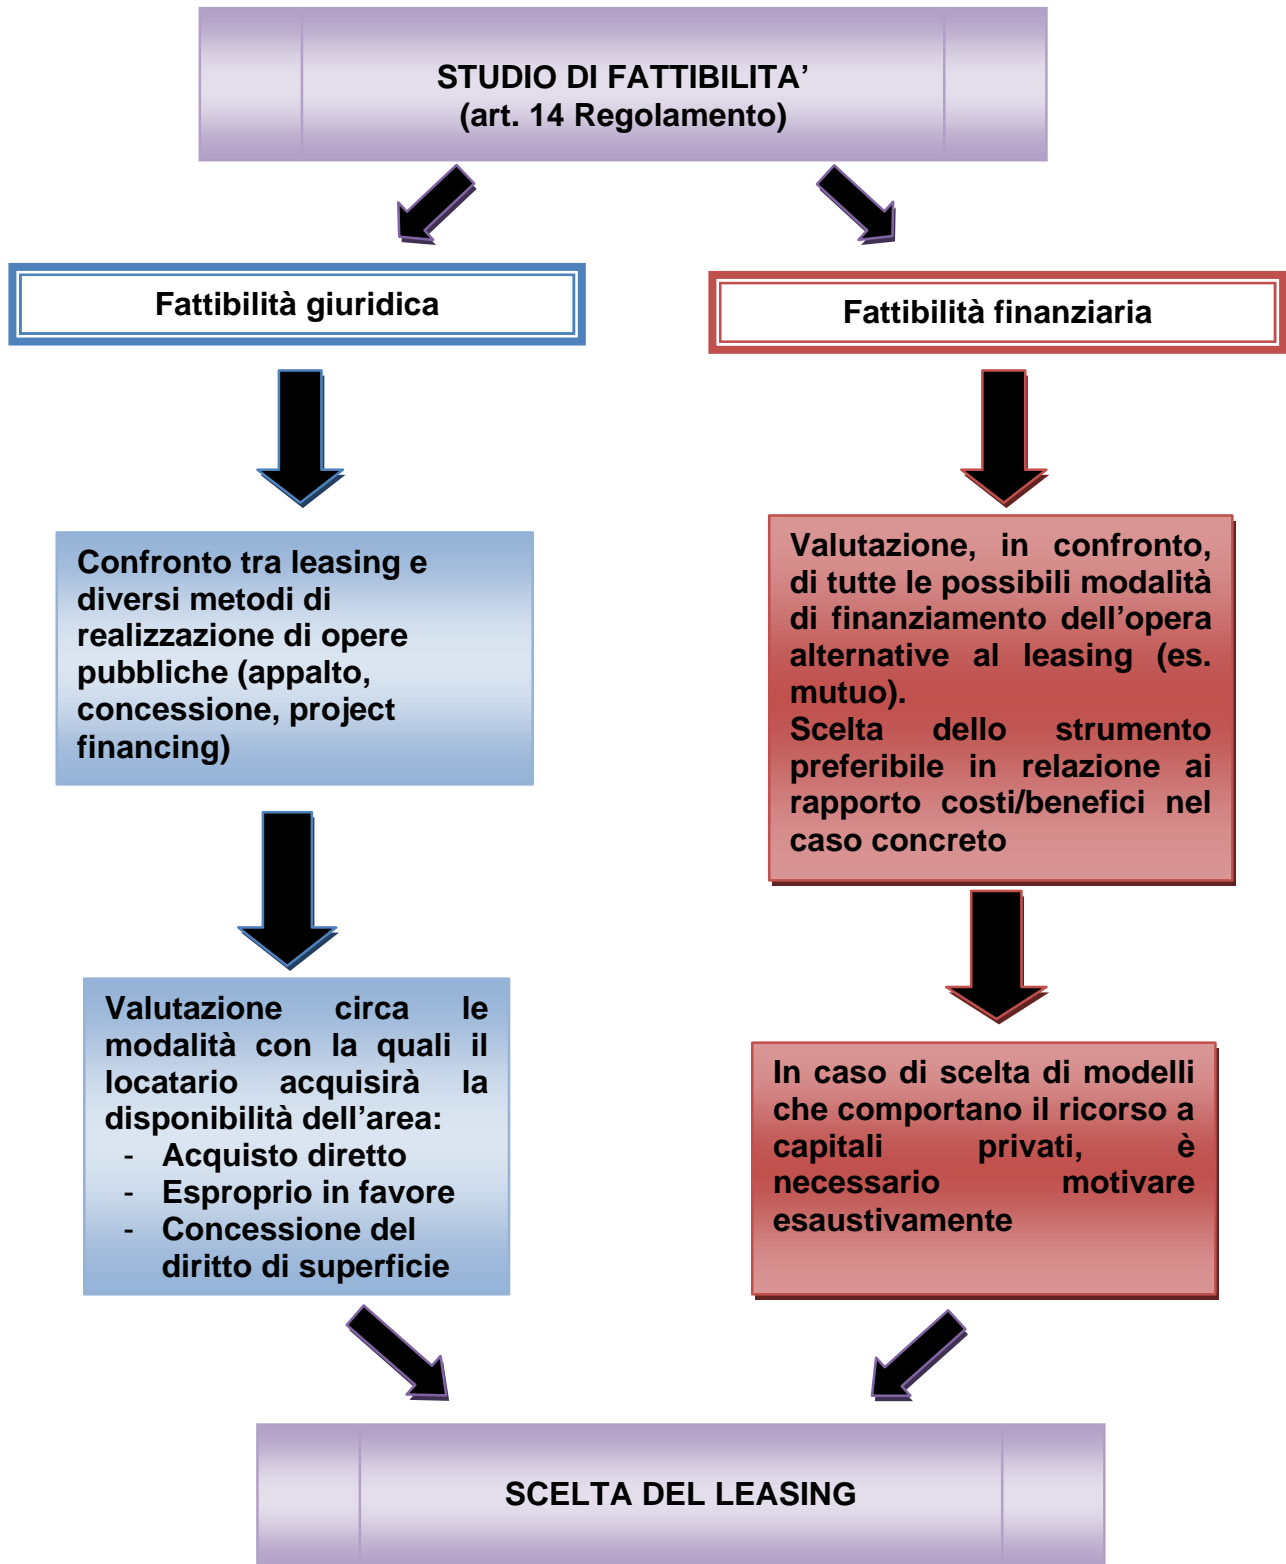 STUDIO DI FATTIBILITA’
(art. 14 Regolamento)
Fattibilità giuridica
Fattibilità finanziaria
Confronto tra leasing e
diversi metodi di
realizzazione di opere
pubbliche (appalto,
concessione, project
financing)
Valutazione, in confronto,
di tutte le possibili modalità
di finanziamento dell’opera
alternative al leasing (es.
mutuo).
Scelta dello strumento
preferibile in relazione ai
rapporto costi/benefici nel
caso concreto
Valutazione circa le
modalità con la quali il
locatario acquisirà la
disponibilità dell’area:
- Acquisto diretto
- Esproprio in favore
- Concessione del
diritto di superficie
In caso di scelta di modelli
che comportano il ricorso a
capitali privati, è
necessario motivare
esaustivamente
SCELTA DEL LEASING